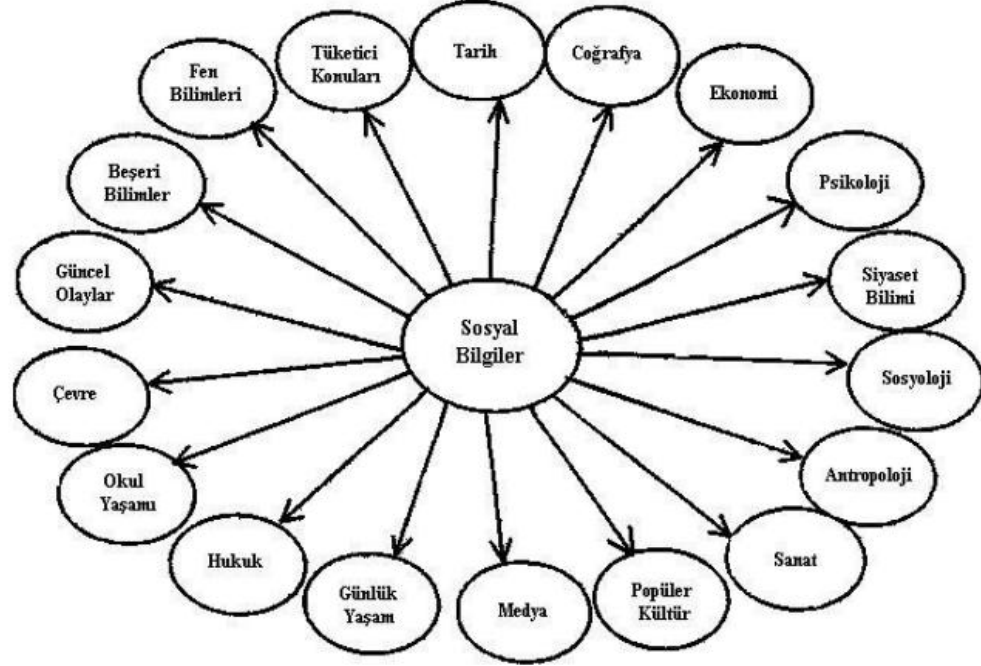 Tarih
Coğrafya
Ekonomi
Psikoloji
Siyaset
Bilimi
Sosyoloji
Antropoloji
Sanat
Popüler
Kültür
Medya
Günlük
Yaşam
Hukuk
Okul
Yaşamı
Çevre
Güncel
Olaylar
Beşeri
Bilimler
Fen
Bilimleri
Tüketici
Konuları
Sosyal
Bilgiler